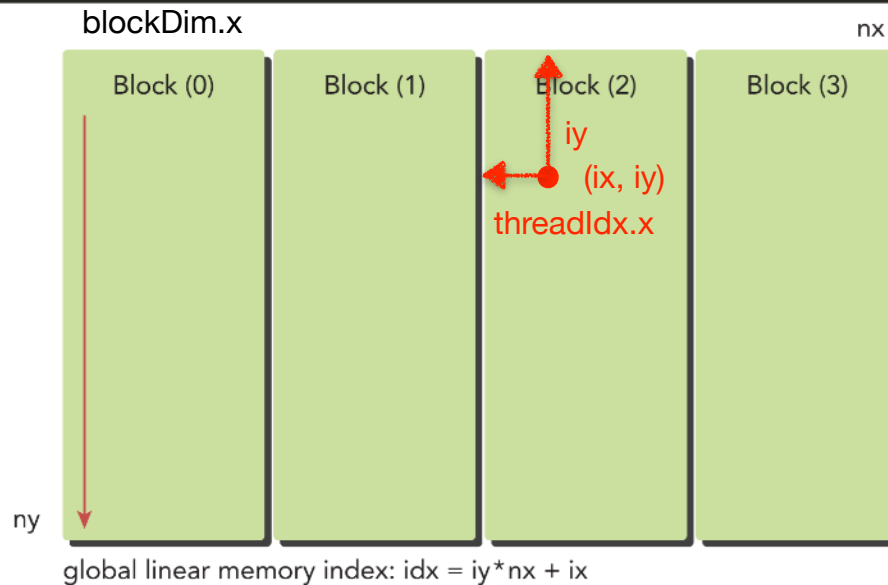 blockDim.x
nx
Block (0) Block (1) Block (2) Block (3)
iy
(ix, iy)
threadIdx.x
ny
global linear memory index: idx = iy*nx + ix